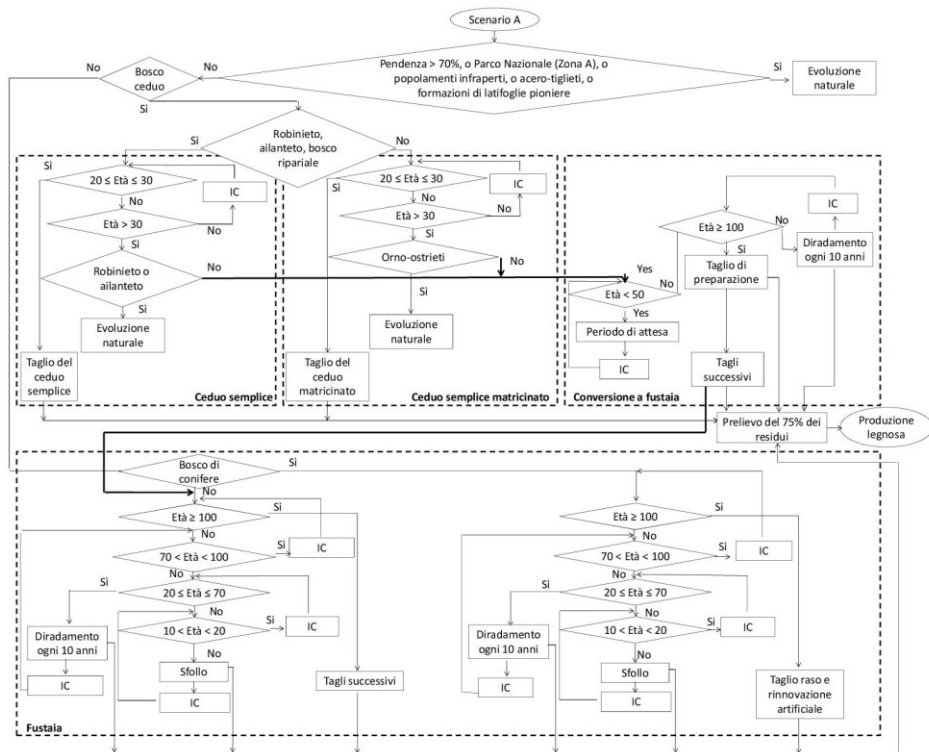 Scenario A
Pendenza > 70%, o Parco Nazionale (Zona A), o
popolamenti infraperti, o acero-tiglieti, o
formazioni di latifoglie pioniere
No
Bosco
ceduo
No
Sì
Evoluzione
naturale
Sì
Robinieto,
ailanteto, bosco
ripariale
Sì
No
20 ≤ Età ≤ 30
IC
No
Età > 30
No
Sì
Robinieto o
ailanteto
No
Sì
Evoluzione
naturale
Taglio del
ceduo
semplice
Ceduo semplice
Sì
20 ≤ Età ≤ 30
IC
No
Età > 30
No
Sì
Orno-ostrieti
No
Sì
Evoluzione
naturale
Taglio del
ceduo
matricinato
Ceduo semplice matricinato
IC
Età ≥ 100
No
Sì
Diradamento
ogni 10 anni
Taglio di
preparazione
Yes
No
Età < 50
Yes
Periodo di attesa
IC
Tagli
successivi
Conversione a fustaia
Prelievo del 75% dei
residui
Produzione
legnosa
Bosco di
conifere
Sì
No
Età ≥ 100
Si
No
IC
70 < Età < 100
Sì
No
20 ≤ Età ≤ 70
Sì
No
IC
10 < Età < 20
Si
No
Diradamento
ogni 10 anni
IC
Sfollo
IC
Tagli successivi
Età ≥ 100
Si
No
IC
70 < Età < 100
Sì
No
20 ≤ Età ≤ 70
Sì
No
IC
10 < Età < 20
Si
No
Diradamento
ogni 10 anni
IC
Sfollo
IC
Taglio raso e
rinnovazione
artificiale
Fustaia